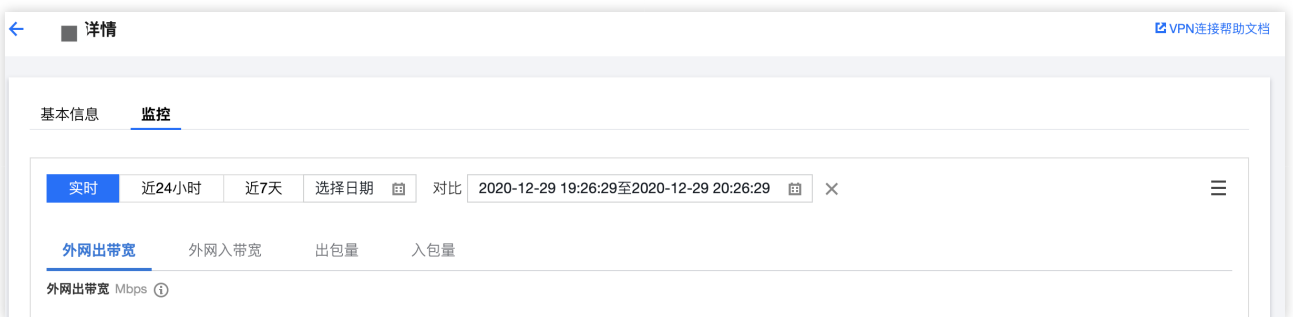 详情 VPN连接帮助文档
基本信息 监控
实时 近24小时 近7天 选择日期 对比 2020-12-29 19:26:29至2020-12-29 20:26:29
外网出带宽 外网入带宽 出包量 入包量
外网出带宽 Mbps